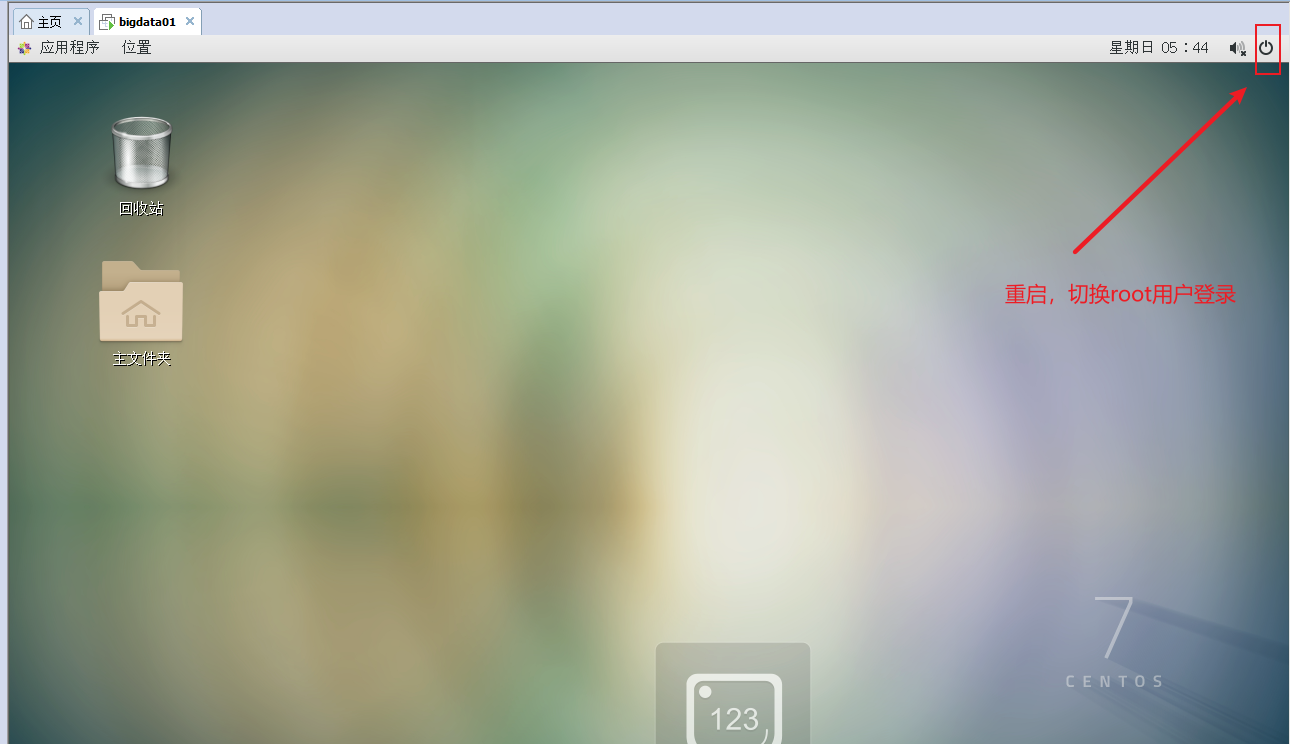 主页
bigdata01
应用程序 位置
星期日 05：44
回收站
重启，切换root用户登录
主文件夹
7
CENTOS
123